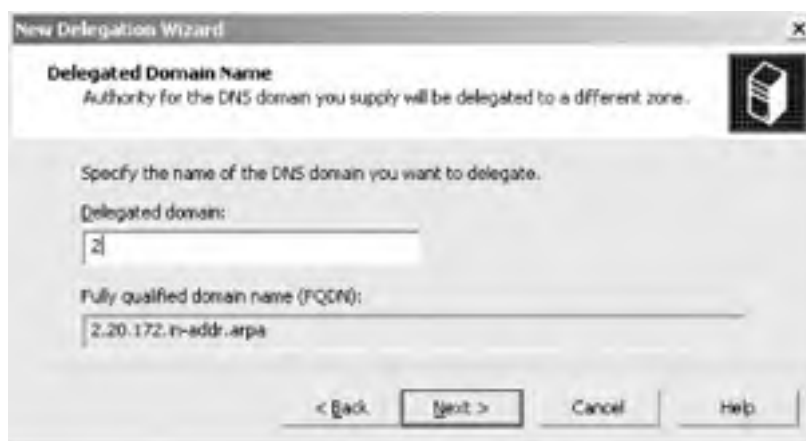 New Delegation Wizard
Delegated Domain Name
Authority for the DNS domain you supply will be delegated to a different zone.
Specify the name of the DNS domain you want to delegate.
Delegated domain:
2
Fully qualified domain name (FQDN):
2.20.172.in-addr.arpa
< Back
Next >
Cancel
Help